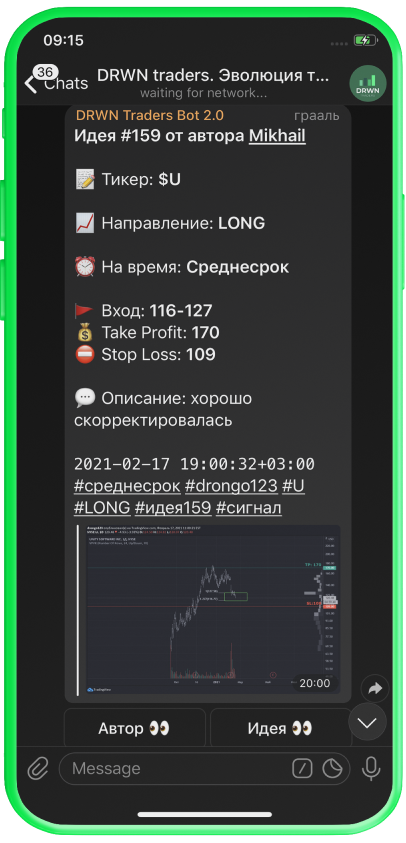 09:15
36
Chats
DRWN traders. Эволюция т...
waiting for network...
DRWN
DRWN Traders Bot 2.0 грааль
Идея #159 от автора Mikhail
Тикер: $U
Направление: LONG
На время: Среднесрок
Вход: 116-127
Take Profit: 170
Stop Loss: 109
Описание: хорошо
скорректировалась
2021-02-17 19:00:32+03:00
#среднесрок #drongo123 #U
#LONG #идея159 #сигнал
TP: 170
TradingView
20:00
Автор
Идея
Message